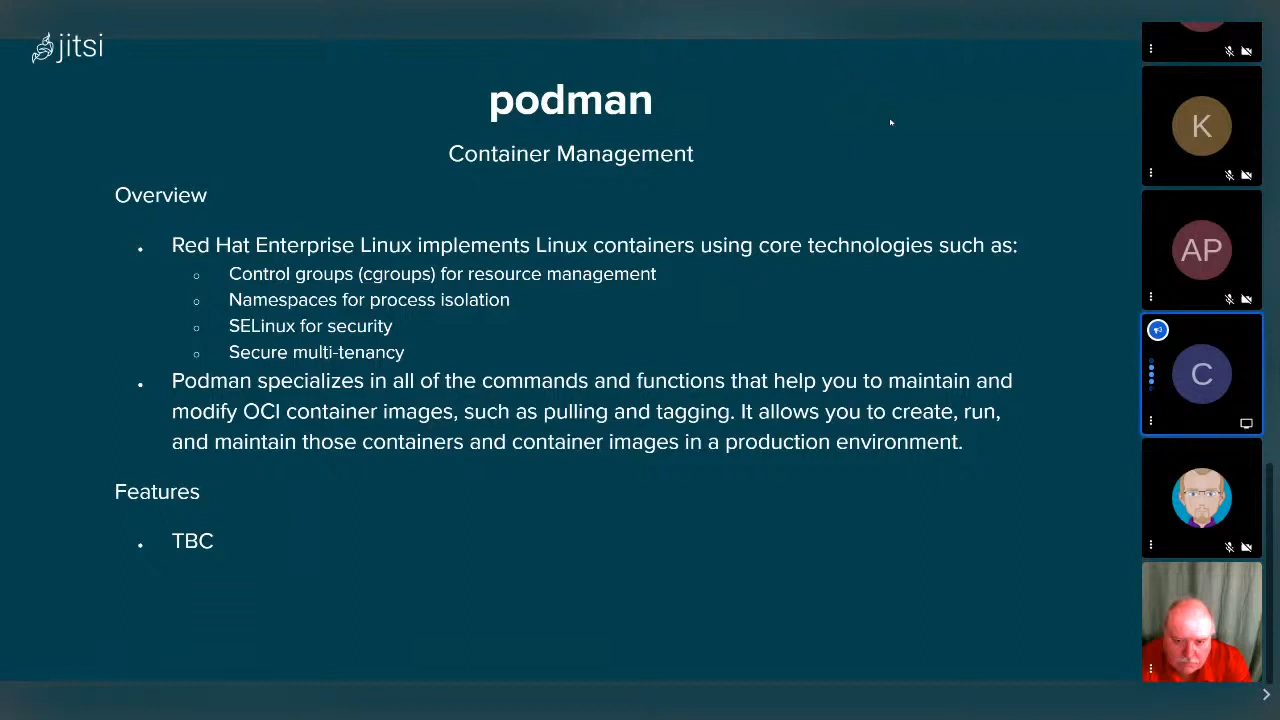 jitsi
podman
Container Management
Overview
• Red Hat Enterprise Linux implements Linux containers using core technologies such as:
○ Control groups (cgroups) for resource management
○ Namespaces for process isolation
○ SELinux for security
○ Secure multi-tenancy
• Podman specializes in all of the commands and functions that help you to maintain and
modify OCI container images, such as pulling and tagging. It allows you to create, run,
and maintain those containers and container images in a production environment.
Features
• TBC
K
AP
C